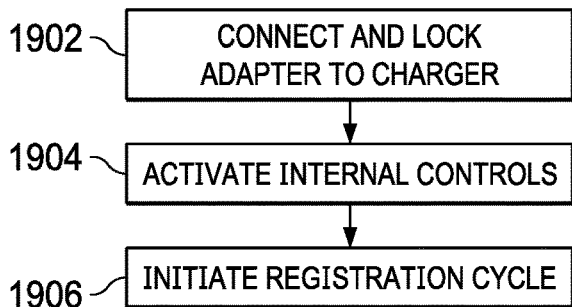 1902
CONNECT AND LOCK
ADAPTER TO CHARGER
1904
ACTIVATE INTERNAL CONTROLS
1906
INITIATE REGISTRATION CYCLE